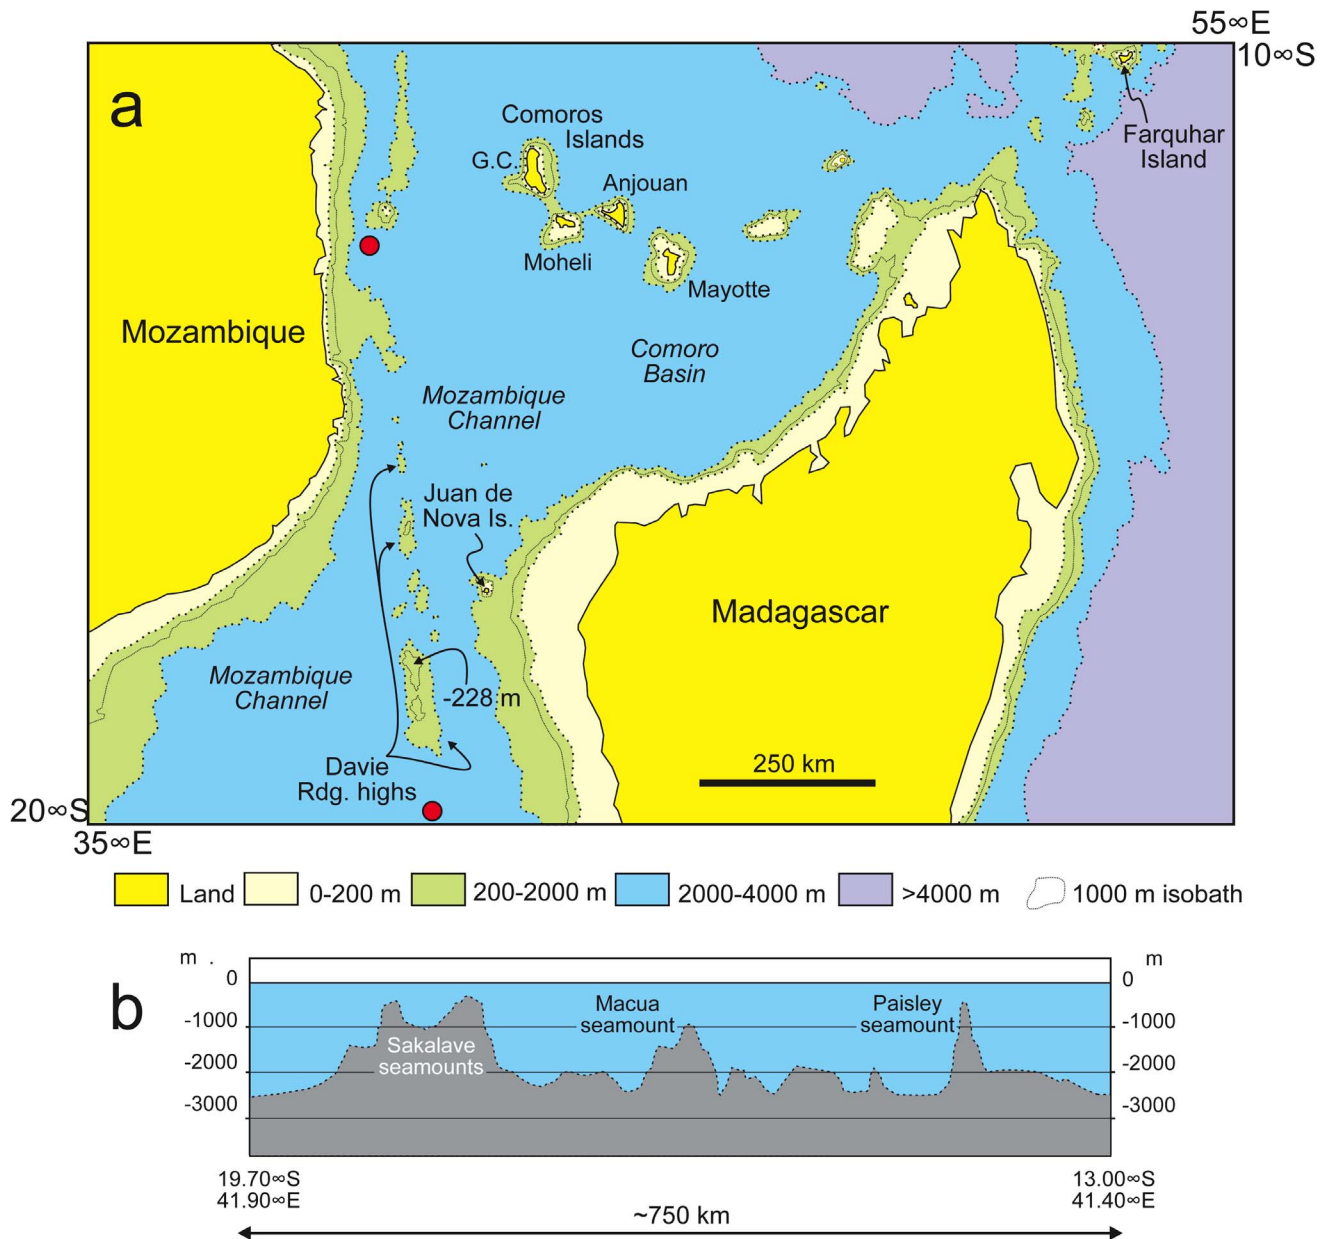 55∞E
10∞S
a
Comoros
Islands
G.C.
Anjouan
Farquhar
Island
Moheli
Mayotte
Mozambique
Comoro
Basin
Mozambique
Channel
Juan de
Nova Is.
Madagascar
Mozambique
Channel
-228 m
250 km
Davie
Rdg. highs
20∞S
35∞E
Land
0-200 m
200-2000 m
2000-4000 m
>4000 m
1000 m isobath
b
m .
m
0
0
Macua
seamount
Paisley
seamount
-1000
-1000
Sakalave
seamounts
-2000
-2000
-3000
-3000
19.70∞S
41.90∞E
13.00∞S
41.40∞E
~750 km